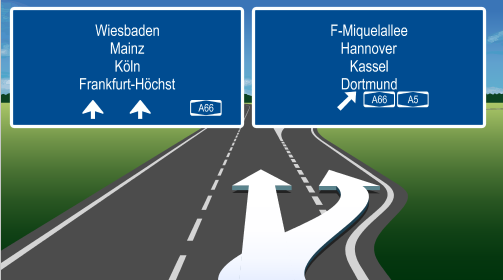 Wiesbaden
Mainz
Köln
Frankfurt-Höchst
A66
F-Miquelallee
Hannover
Kassel
Dortmund
A66 A5